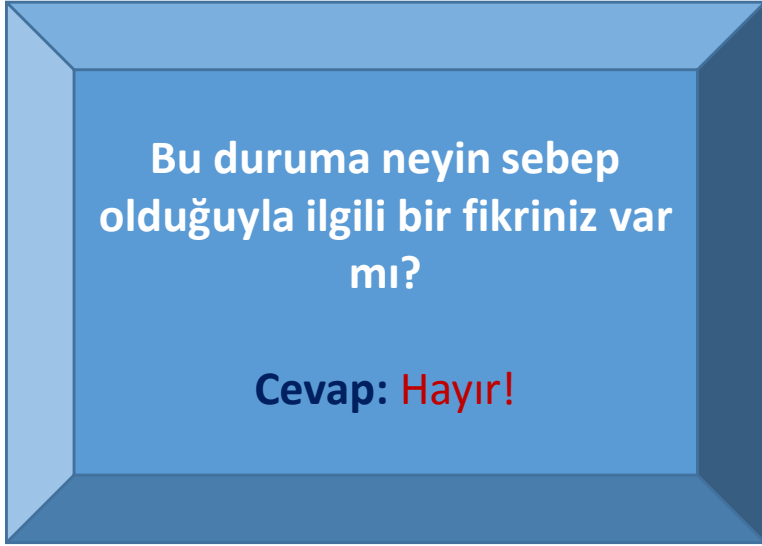 Bu duruma neyin sebep
olduğuyla ilgili bir fikriniz var
mı?
Cevap: Hayır!